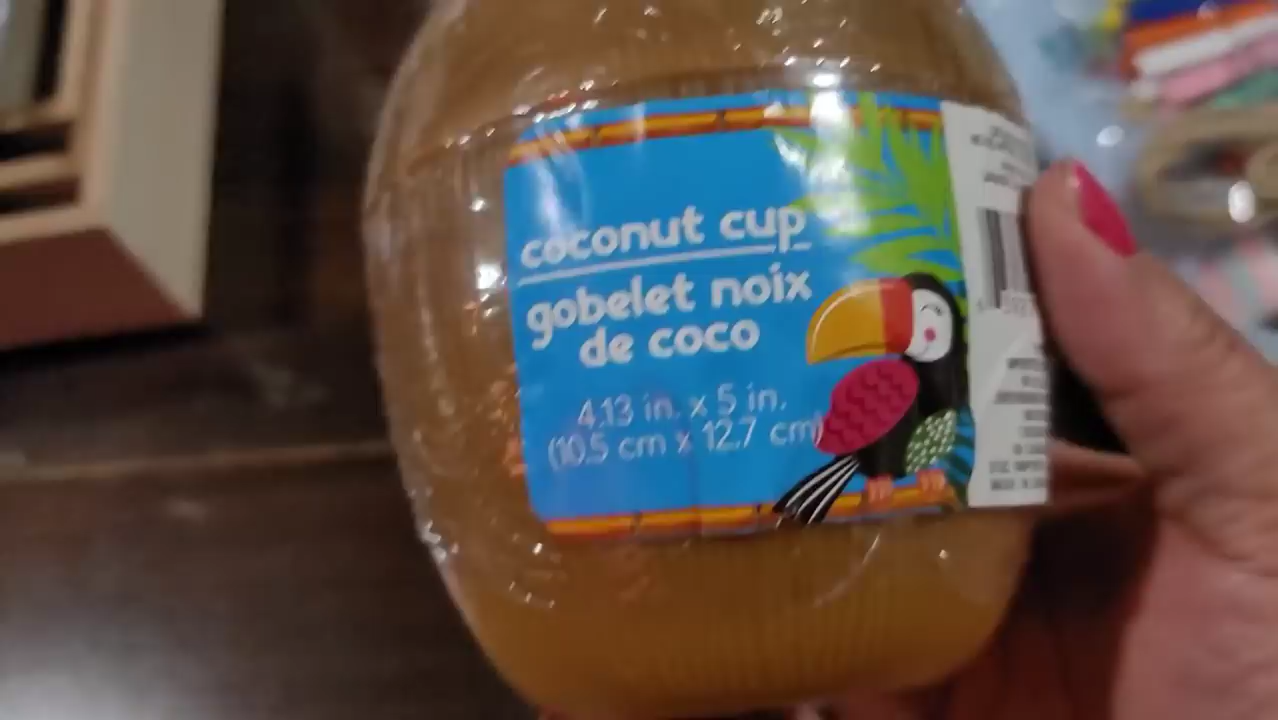 coconut cup
gobelet noix
de coco
4.13 in. x 5 in.
(10.5 cm x 12.7 cm)